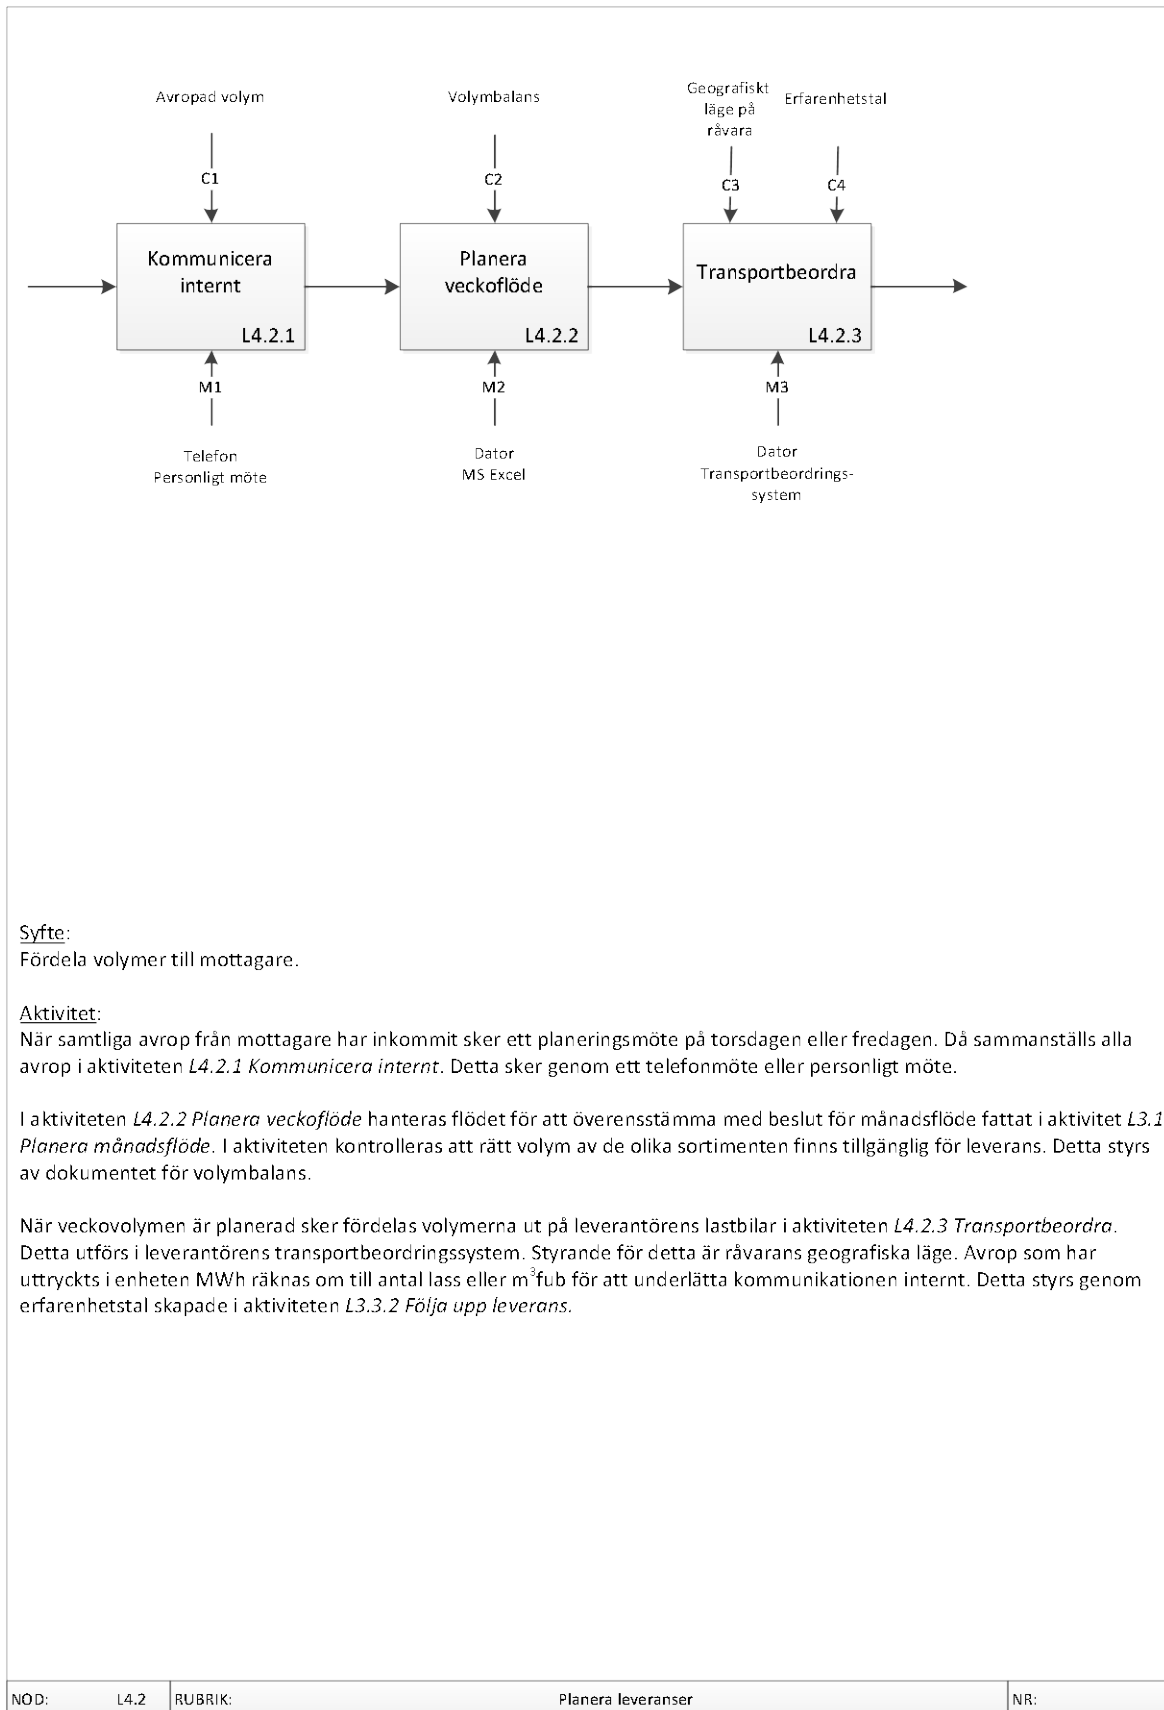 Avropad volym
Volymbalans
Geografiskt
läge på
råvara
Erfarenhetstal
C1
C2
C3
C4
Kommunicera
internt
L4.2.1
Planera
veckoflöde
L4.2.2
Transportbeordra
L4.2.3
M1
M2
M3
Telefon
Personligt möte
Dator
MS Excel
Dator
Transportbeordrings-
system
Syfte:
Fördela volymer till mottagare.
Aktivitet:
När samtliga avrop från mottagare har inkommit sker ett planeringsmöte på torsdagen eller fredagen. Då sammanställs alla
avrop i aktiviteten L4.2.1 Kommunicera internt. Detta sker genom ett telefonmöte eller personligt möte.
I aktiviteten L4.2.2 Planera veckoflöde hanteras flödet för att överensstämma med beslut för månadsflöde fattat i aktivitet L3.1
Planera månadsflöde. I aktiviteten kontrolleras att rätt volym av de olika sortimenten finns tillgänglig för leverans. Detta styrs
av dokumentet för volymbalans.
När veckovolymen är planerad sker fördelas volymerna ut på leverantörens lastbilar i aktiviteten L4.2.3 Transportbeordra.
Detta utförs i leverantörens transportbeordringssystem. Styrande för detta är råvarans geografiska läge. Avrop som har
uttryckts i enheten MWh räknas om till antal lass eller m³fub för att underlätta kommunikationen internt. Detta styrs genom
erfarenhetstal skapade i aktiviteten L3.3.2 Följa upp leverans.
NOD: L4.2 RUBRIK: Planera leveranser NR: